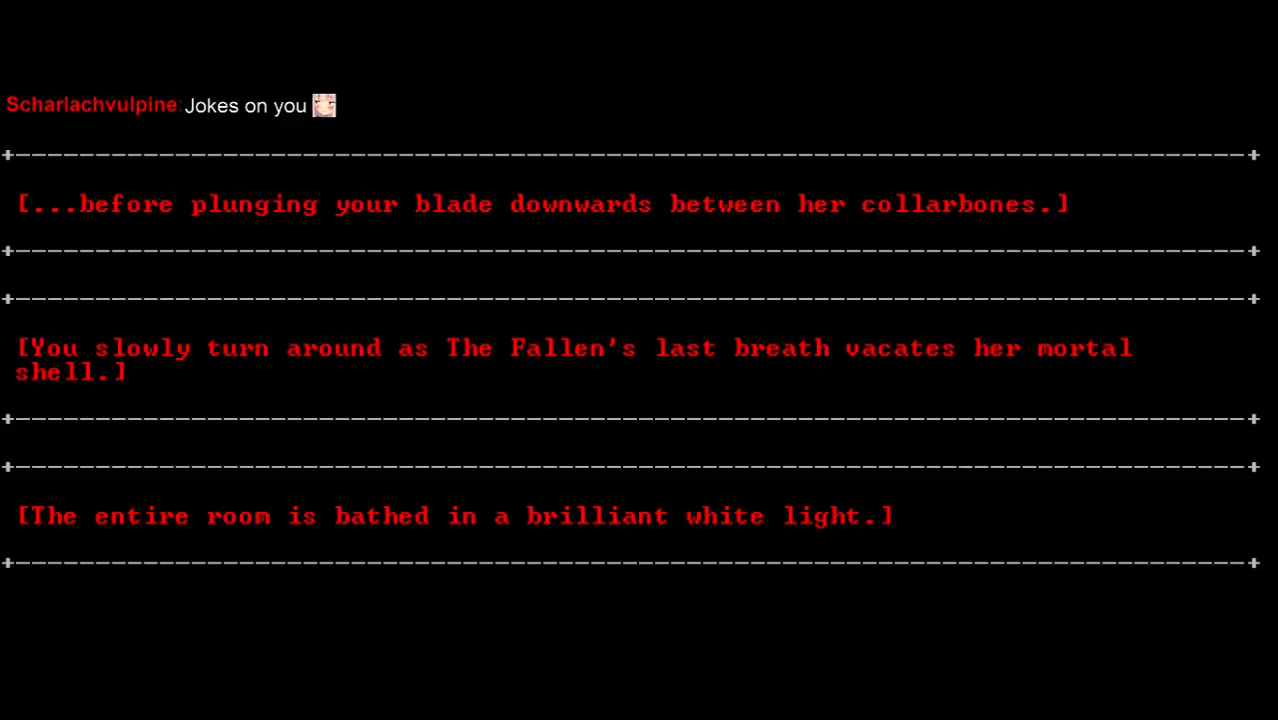 Scharlachvulpine: Jokes on you
[...before plunging your blade downwards between her collarbones.]
[You slowly turn around as The Fallen's last breath vacates her mortal
shell.]
[The entire room is bathed in a brilliant white light.]